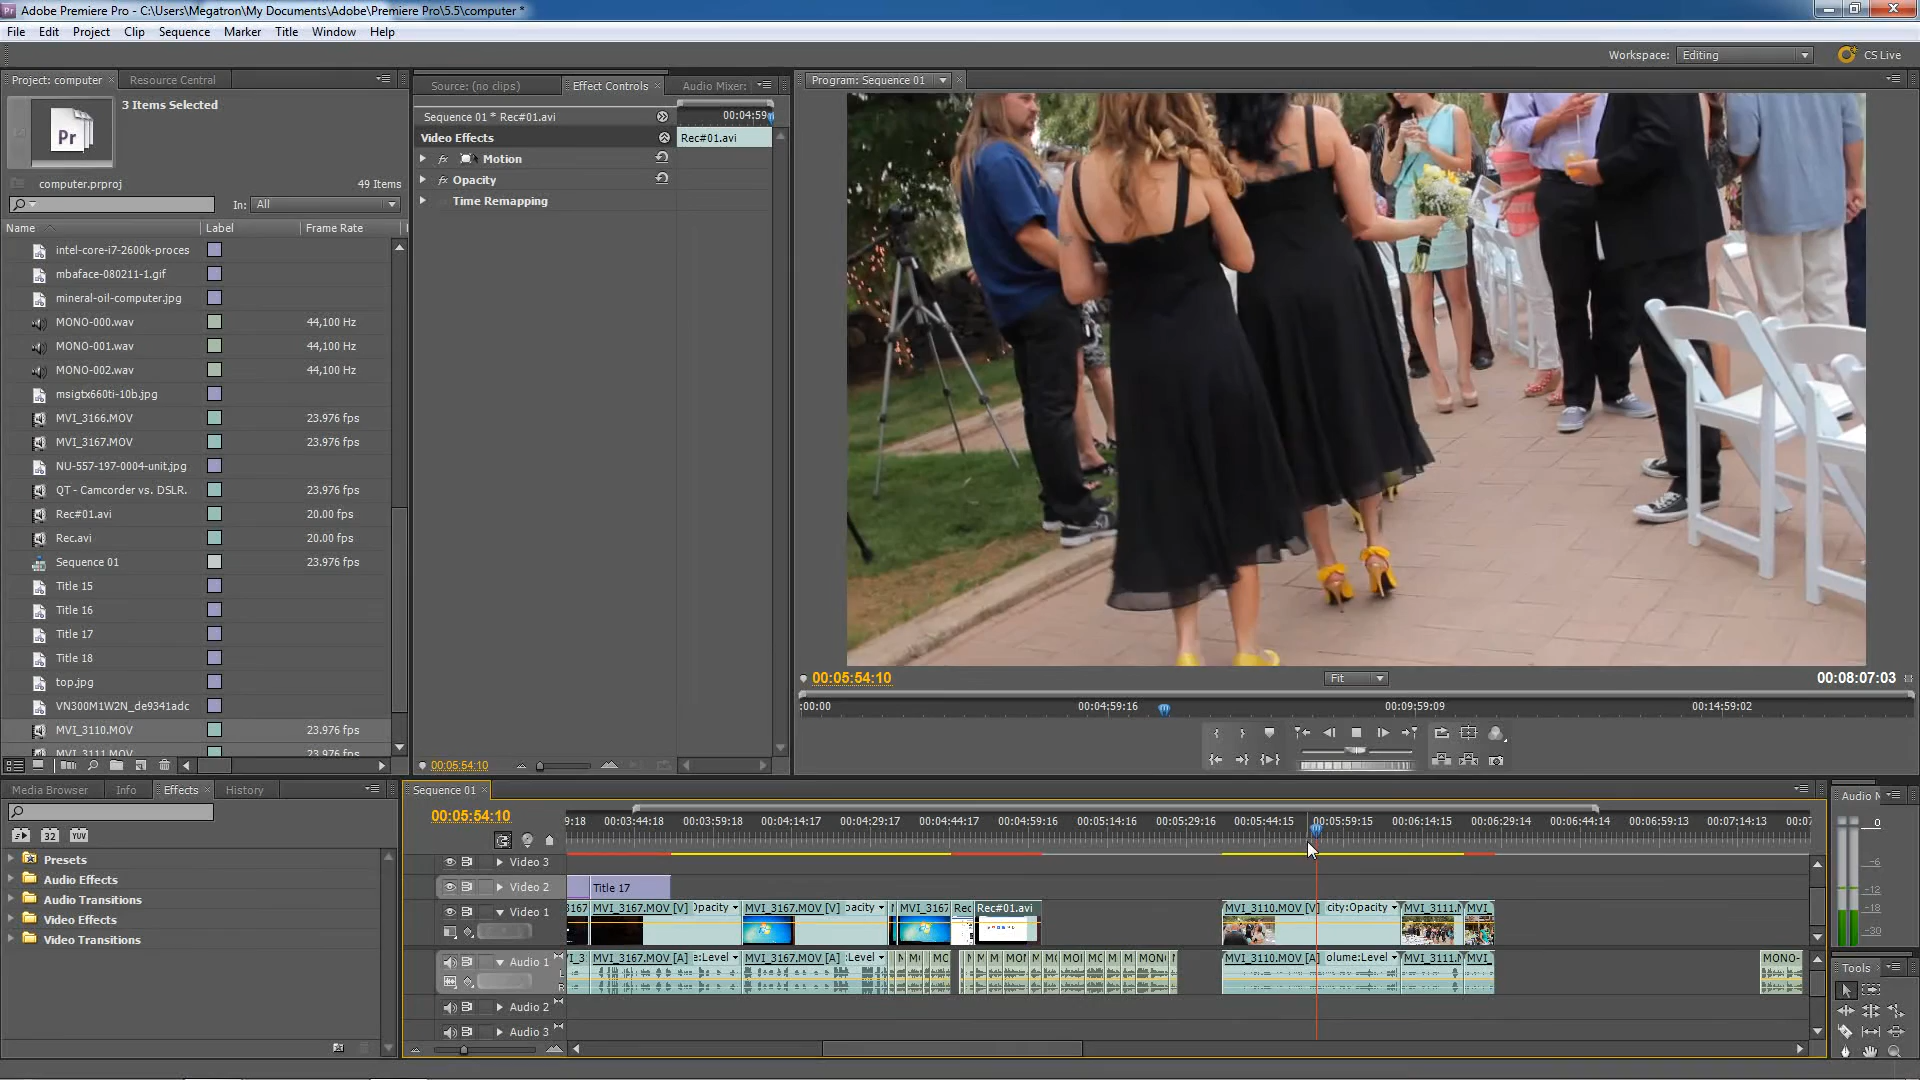 Adobe Premiere Pro - C:\Users\Megatron\My Documents\Adobe\Premiere Pro\5.5\computer *
File Edit Project Clip Sequence Marker Title Window Help
Workspace: Editing CS Live
Project: computer Resource Central
3 Items Selected
Pr
computer.prproj 49 Items
In: All
Name Label Frame Rate
intel-core-i7-2600k-proces
mbaface-080211-1.gif
mineral-oil-computer.jpg
MONO-000.wav 44,100 Hz
MONO-001.wav 44,100 Hz
MONO-002.wav 44,100 Hz
msigtx660ti-10b.jpg
MVI_3166.MOV 23.976 fps
MVI_3167.MOV 23.976 fps
NU-557-197-0004-unit.jpg
QT - Camcorder vs. DSLR. 23.976 fps
Rec#01.avi 20.00 fps
Rec.avi 20.00 fps
Sequence 01 23.976 fps
Title 15
Title 16
Title 17
Title 18
top.jpg
VN300M1W2N_de9341adc
MVI_3110.MOV 23.976 fps
MVI_3111.MOV 23.976 fps
Source: (no clips) Effect Controls Audio Mixer:
Sequence 01 * Rec#01.avi 00:04:59
Video Effects Rec#01.avi
fx Motion
fx Opacity
Time Remapping
00:05:54:10
Program: Sequence 01
00:05:54:10 Fit 00:08:07:03
:00:00 00:04:59:16 00:09:59:09 00:14:59:02
Media Browser Info Effects History
32 YUV
Presets
Audio Effects
Audio Transitions
Video Effects
Video Transitions
Sequence 01
00:05:54:10
9:18 00:03:44:18 00:03:59:18 00:04:14:17 00:04:29:17 00:04:44:17 00:04:59:16 00:05:14:16 00:05:29:16 00:05:44:15 00:05:59:15 00:06:14:15 00:06:29:14 00:06:44:14 00:06:59:13 00:07:14:13 00:07
Video 3
Video 2 Title 17
Video 1 :316 MVI_3167.MOV [V] Opacity MVI_3167.MOV [V] pacity MVI_3167 Rec Rec#01.avi MVI_3110.MOV [V] city:Opacity MVI_3111.M MVI_
Audio 1 I_3 MVI_3167.MOV [A] e:Level MVI_3167.MOV [A] :Level M MC MC M M MOI MOI M MOI MC MC M M MONO MVI_3110.MOV [A] olume:Level MVI_3111.M MVI_ MONO-
L
R
Audio 2
Audio 3
Audio M
0
-6
-12
-18
-30
Tools